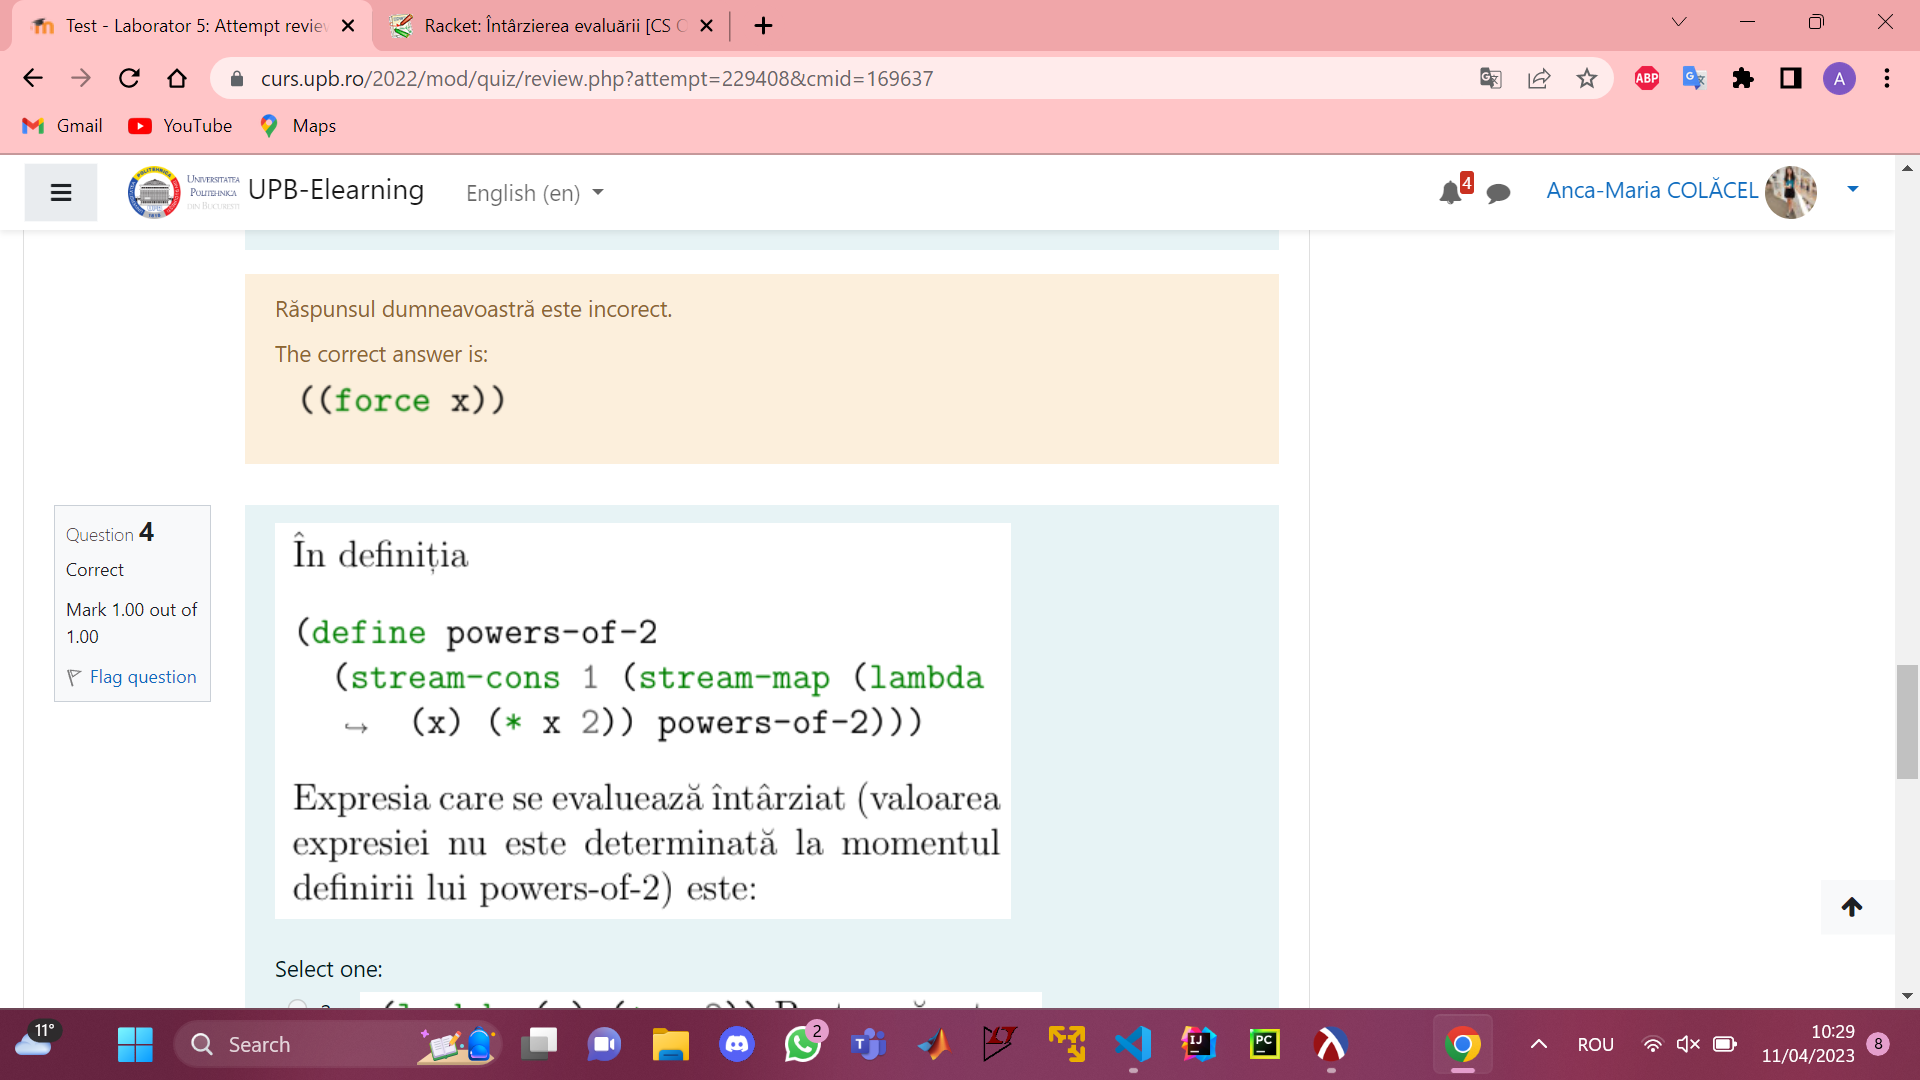 Test - Laborator 5: Attempt review
Racket: Întârzierea evaluării [CS O
curs.upb.ro/2022/mod/quiz/review.php?attempt=229408&cmid=169637
ABP
A
Gmail
YouTube
Maps
UNIVERSITATEA
POLITEHNICA
DIN BUCUREȘTI
UPB-Elearning
English (en)
4
Anca-Maria COLĂCEL
Răspunsul dumneavoastră este incorect.
The correct answer is:
((force x))
Question 4
Correct
Mark 1.00 out of
1.00
Flag question
În definiția
(define powers-of-2
(stream-cons 1 (stream-map (lambda
↪ (x) (* x 2)) powers-of-2)))
Expresia care se evaluează întârziat (valoarea
expresiei nu este determinată la momentul
definirii lui powers-of-2) este:
Select one:
11°
Search
2
IJ
PC
ROU
10:29
11/04/2023
8